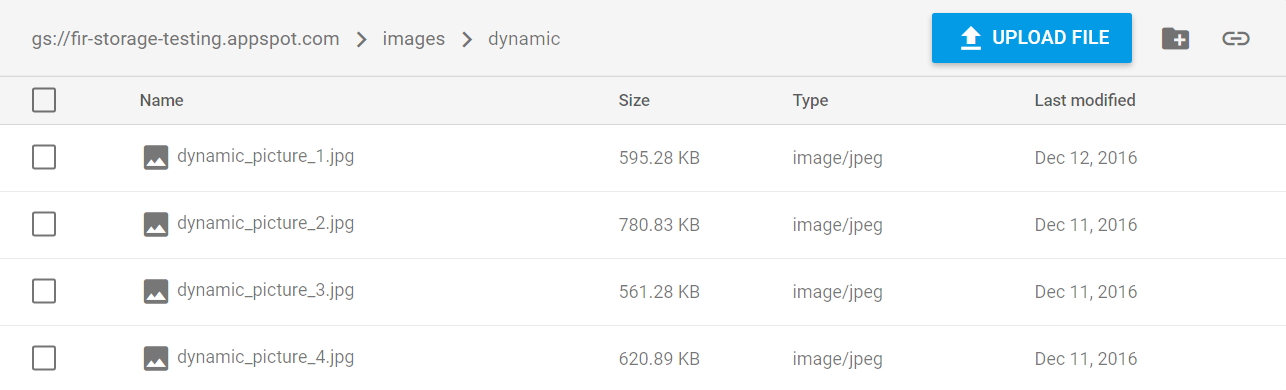 gs://fir-storage-testing.appspot.com > images > dynamic UPLOAD FILE
Name Size Type Last modified
dynamic_picture_1.jpg 595.28 KB image/jpeg Dec 12, 2016
dynamic_picture_2.jpg 780.83 KB image/jpeg Dec 11, 2016
dynamic_picture_3.jpg 561.28 KB image/jpeg Dec 11, 2016
dynamic_picture_4.jpg 620.89 KB image/jpeg Dec 11, 2016